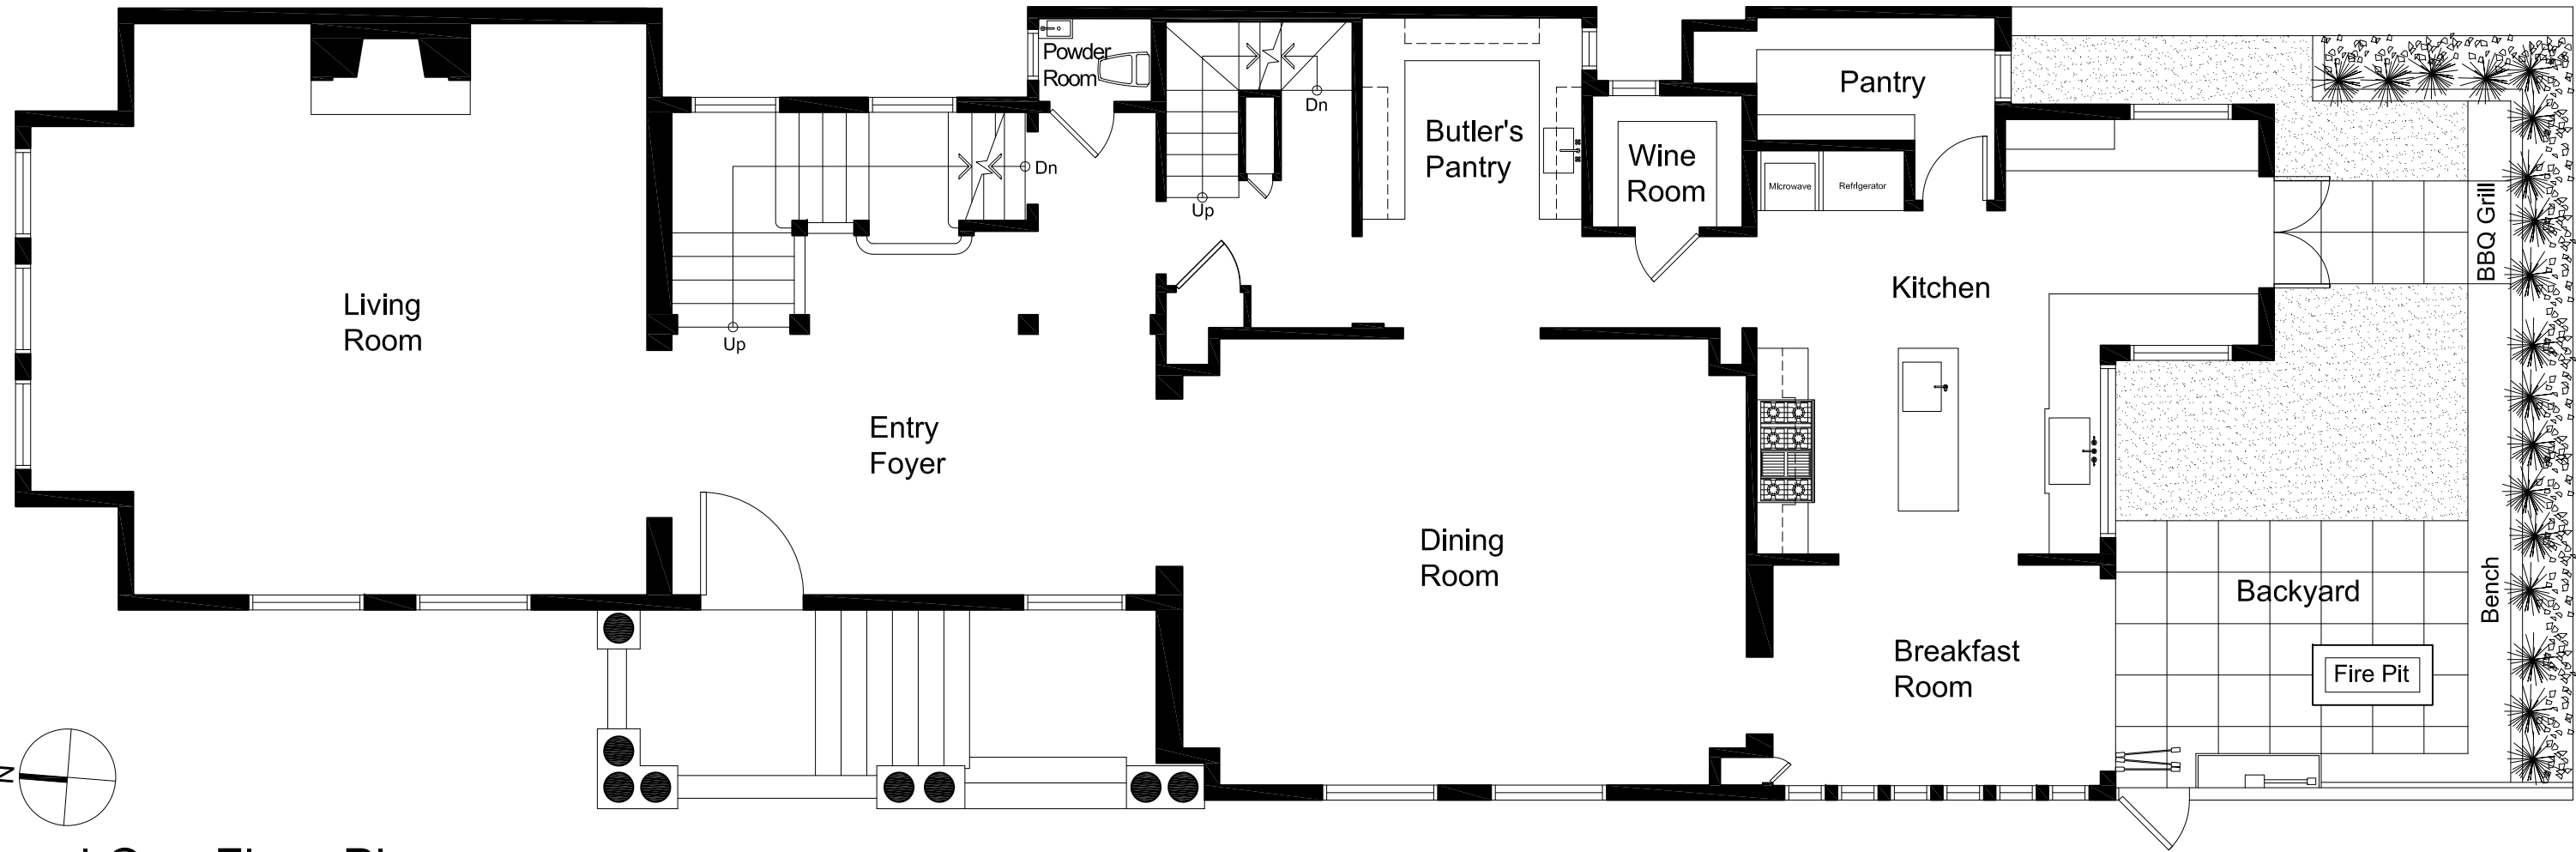 Powder
Room
Dn
Up
Butler's
Pantry
Wine
Room
Pantry
Microwave
Refrigerator
Dn
Up
Living
Room
Entry
Foyer
Kitchen
BBQ Grill
Dining
Room
Breakfast
Room
Backyard
Bench
Fire Pit
N